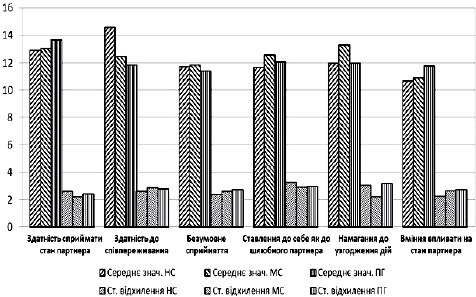 16
14
12
10
8
6
4
2
0
Здатність сприймати Здатність до Безумовне Ставлення до себе як до Намагання до Вміння впливати на
стан партнера співпереживання сприйняття шлюбного партнера узгодження дій стан партнера
Середнє знач. НС Середнє знач. МС Середнє знач. ПГ
Ст. відхилення НС Ст. відхилення МС Ст. відхилення ПГ